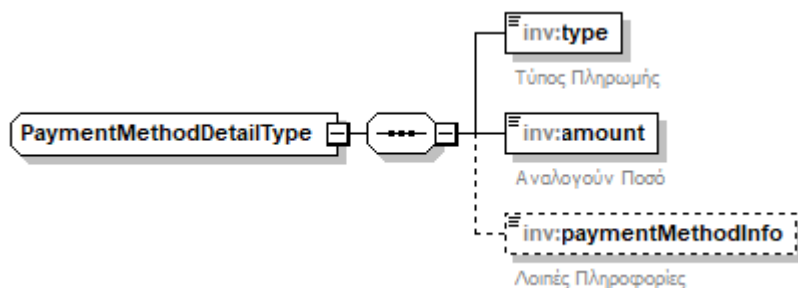 inv:type
Τύπος Πληρωμής
PaymentMethodDetailType
inv:amount
Αναλογούν Ποσό
inv:paymentMethodInfo
Λοιπές Πληροφορίες